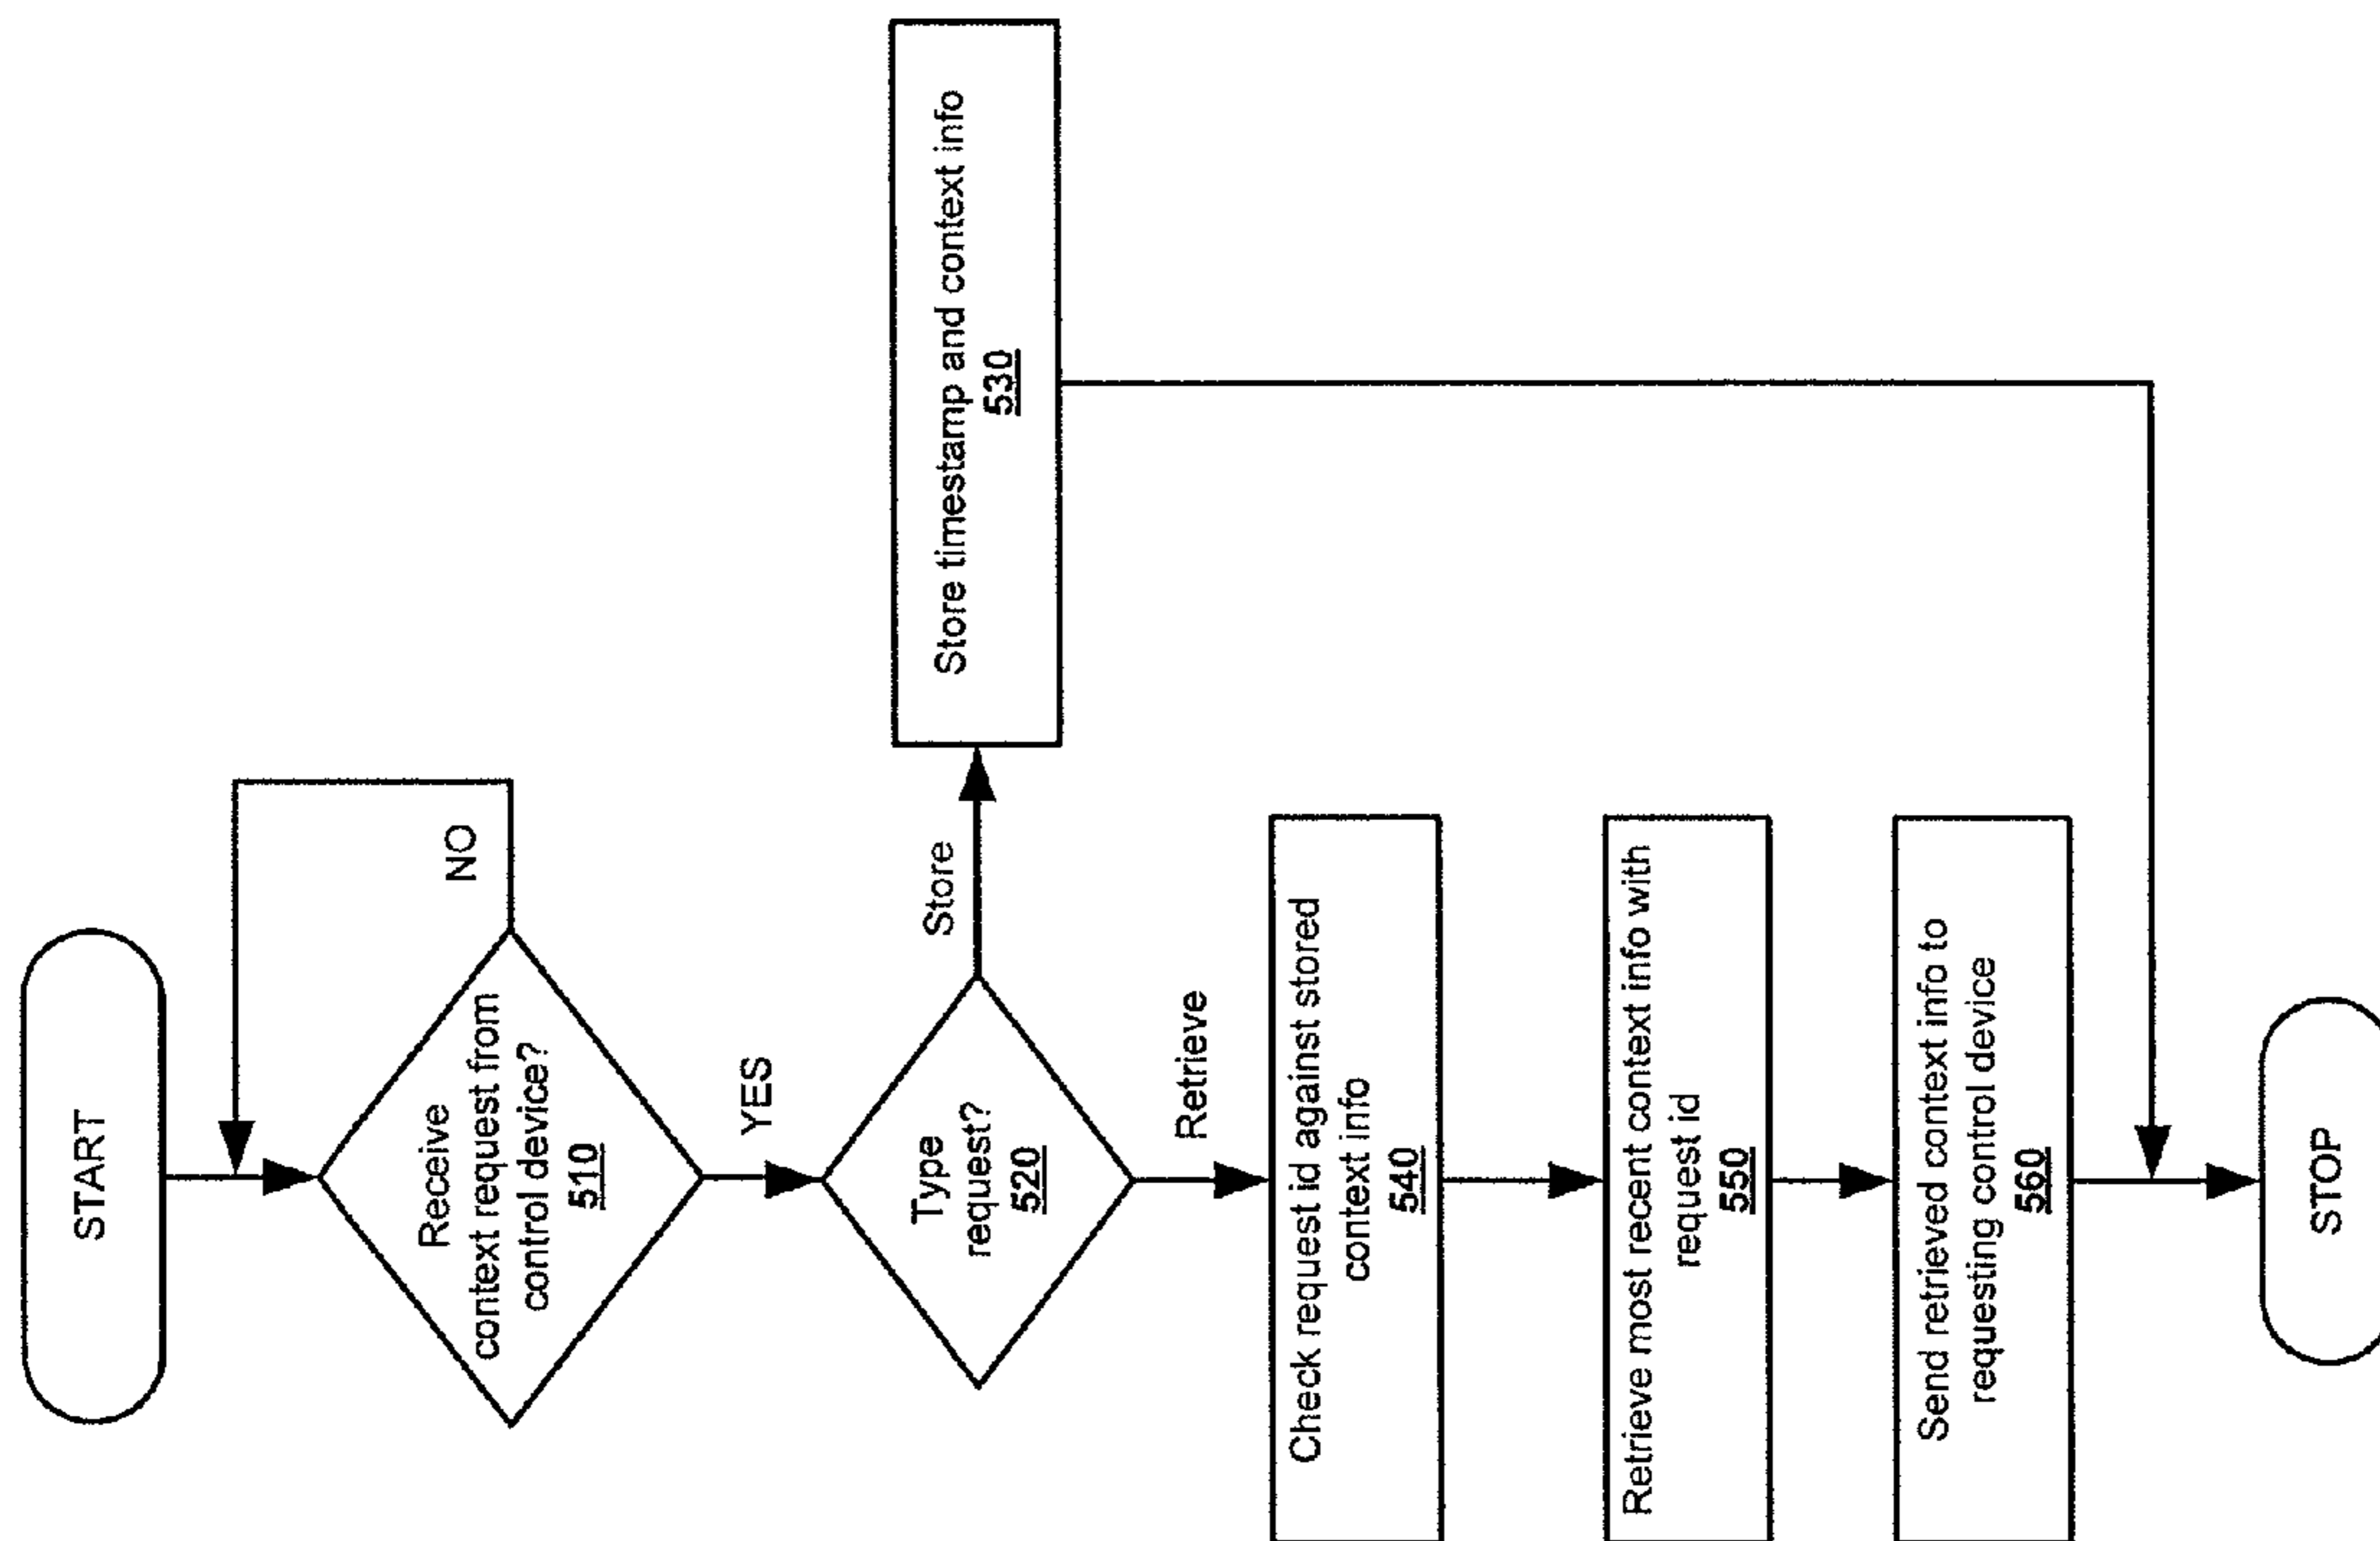 START
Receive
context request from
control device?
510
NO
YES
Type
request?
520
Store
Store timestamp and context info
530
Retrieve
Check request id against stored
context info
540
Retrieve most recent context info with
request id
550
Send retrieved context info to
requesting control device
560
STOP